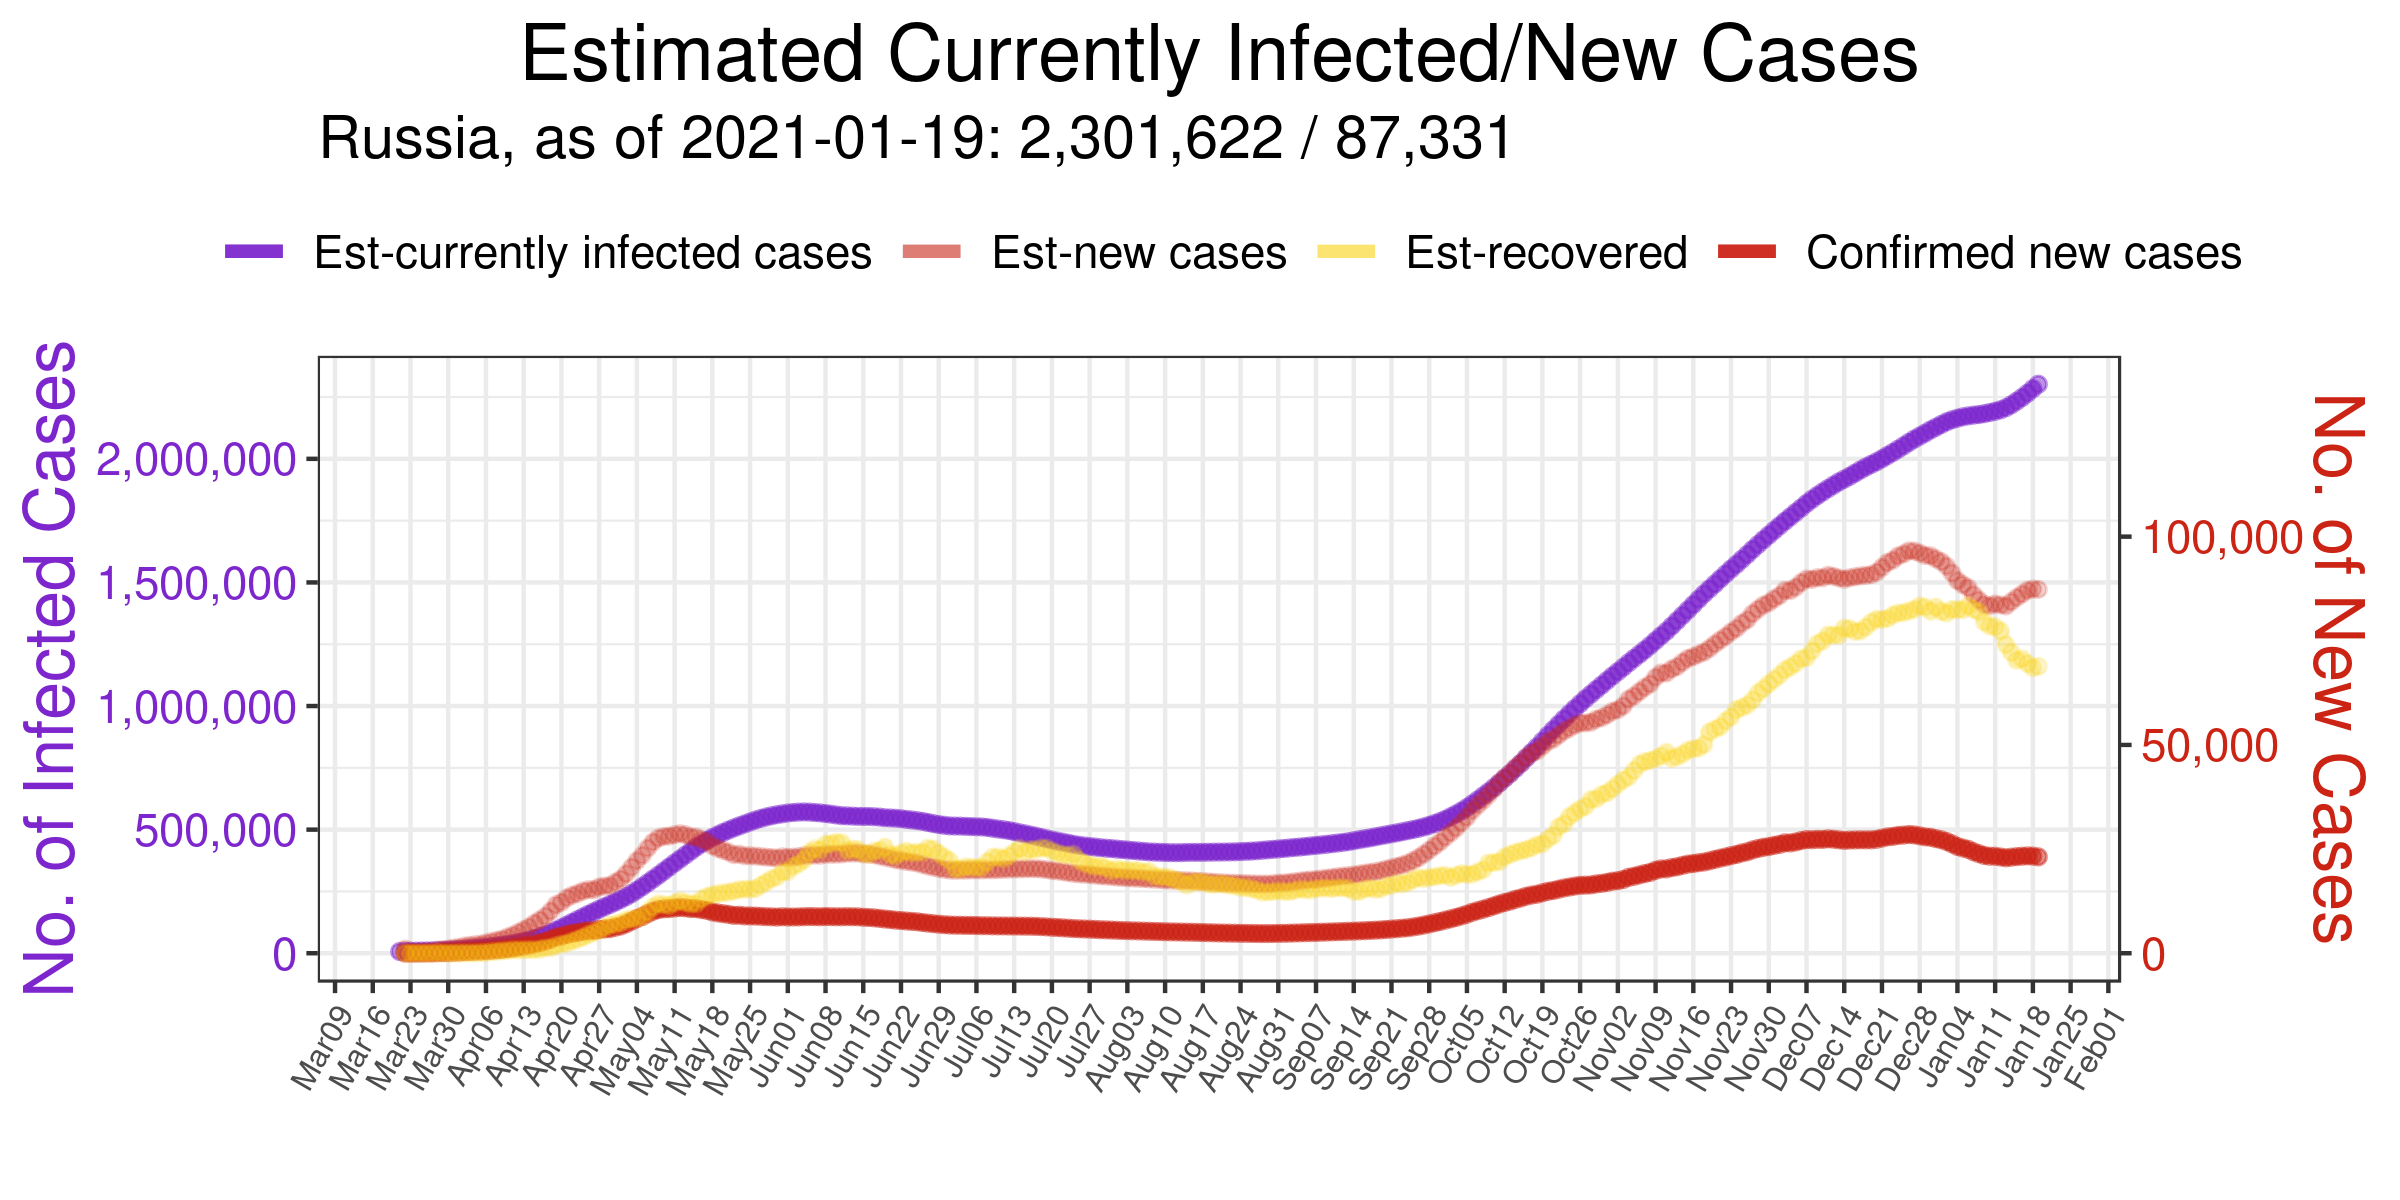 Estimated Currently Infected/New Cases
Russia, as of 2021-01-19: 2,301,622 / 87,331
Est-currently infected cases Est-new cases Est-recovered Confirmed new cases
No. of Infected Cases
2,000,000
1,500,000
1,000,000
500,000
0
100,000
50,000
0
No. of New Cases
Mar09 Mar16 Mar23 Mar30 Apr06 Apr13 Apr20 Apr27 May04 May11 May18 May25 Jun01 Jun08 Jun15 Jun22 Jun29 Jul06 Jul13 Jul20 Jul27 Aug03 Aug10 Aug17 Aug24 Aug31 Sep07 Sep14 Sep21 Sep28 Oct05 Oct12 Oct19 Oct26 Nov02 Nov09 Nov16 Nov23 Nov30 Dec07 Dec14 Dec21 Dec28 Jan04 Jan11 Jan18 Jan25 Feb01